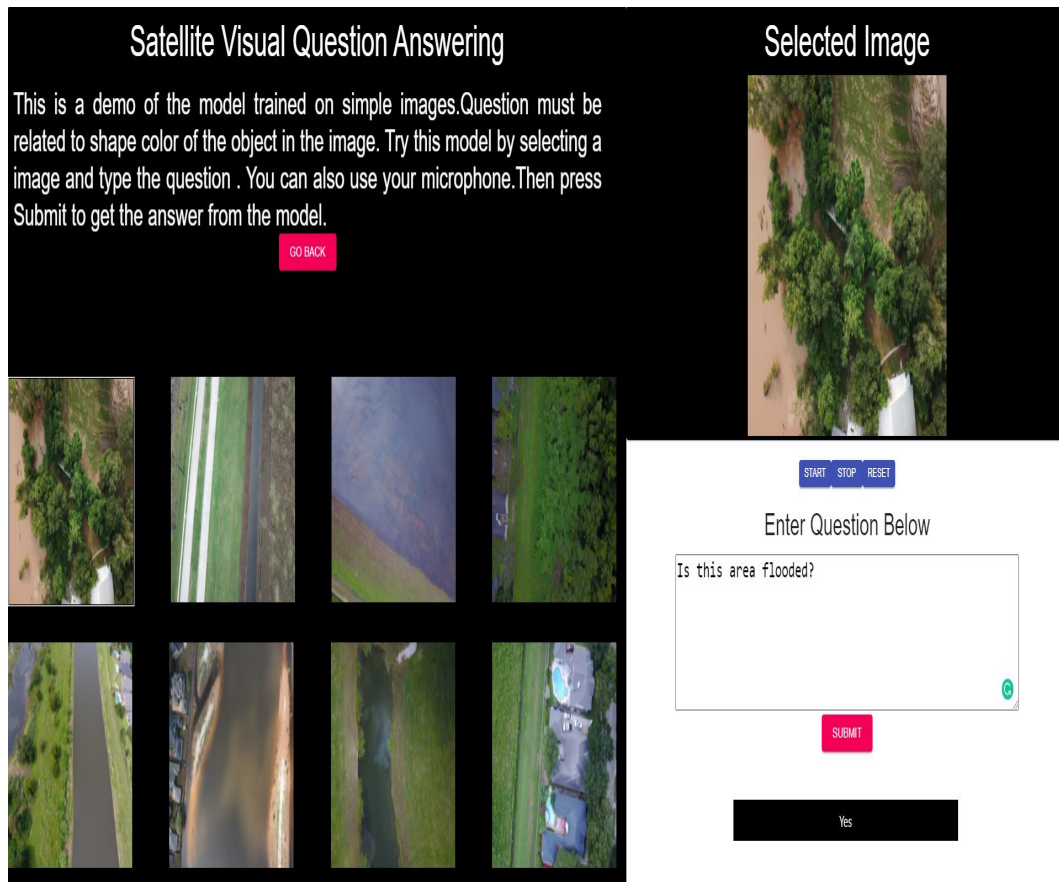 Satellite Visual Question Answering
This is a demo of the model trained on simple images.Question must be
related to shape color of the object in the image. Try this model by selecting a
image and type the question . You can also use your microphone.Then press
Submit to get the answer from the model.
GO BACK
Selected Image
START STOP RESET
Enter Question Below
Is this area flooded?
SUBMIT
Yes